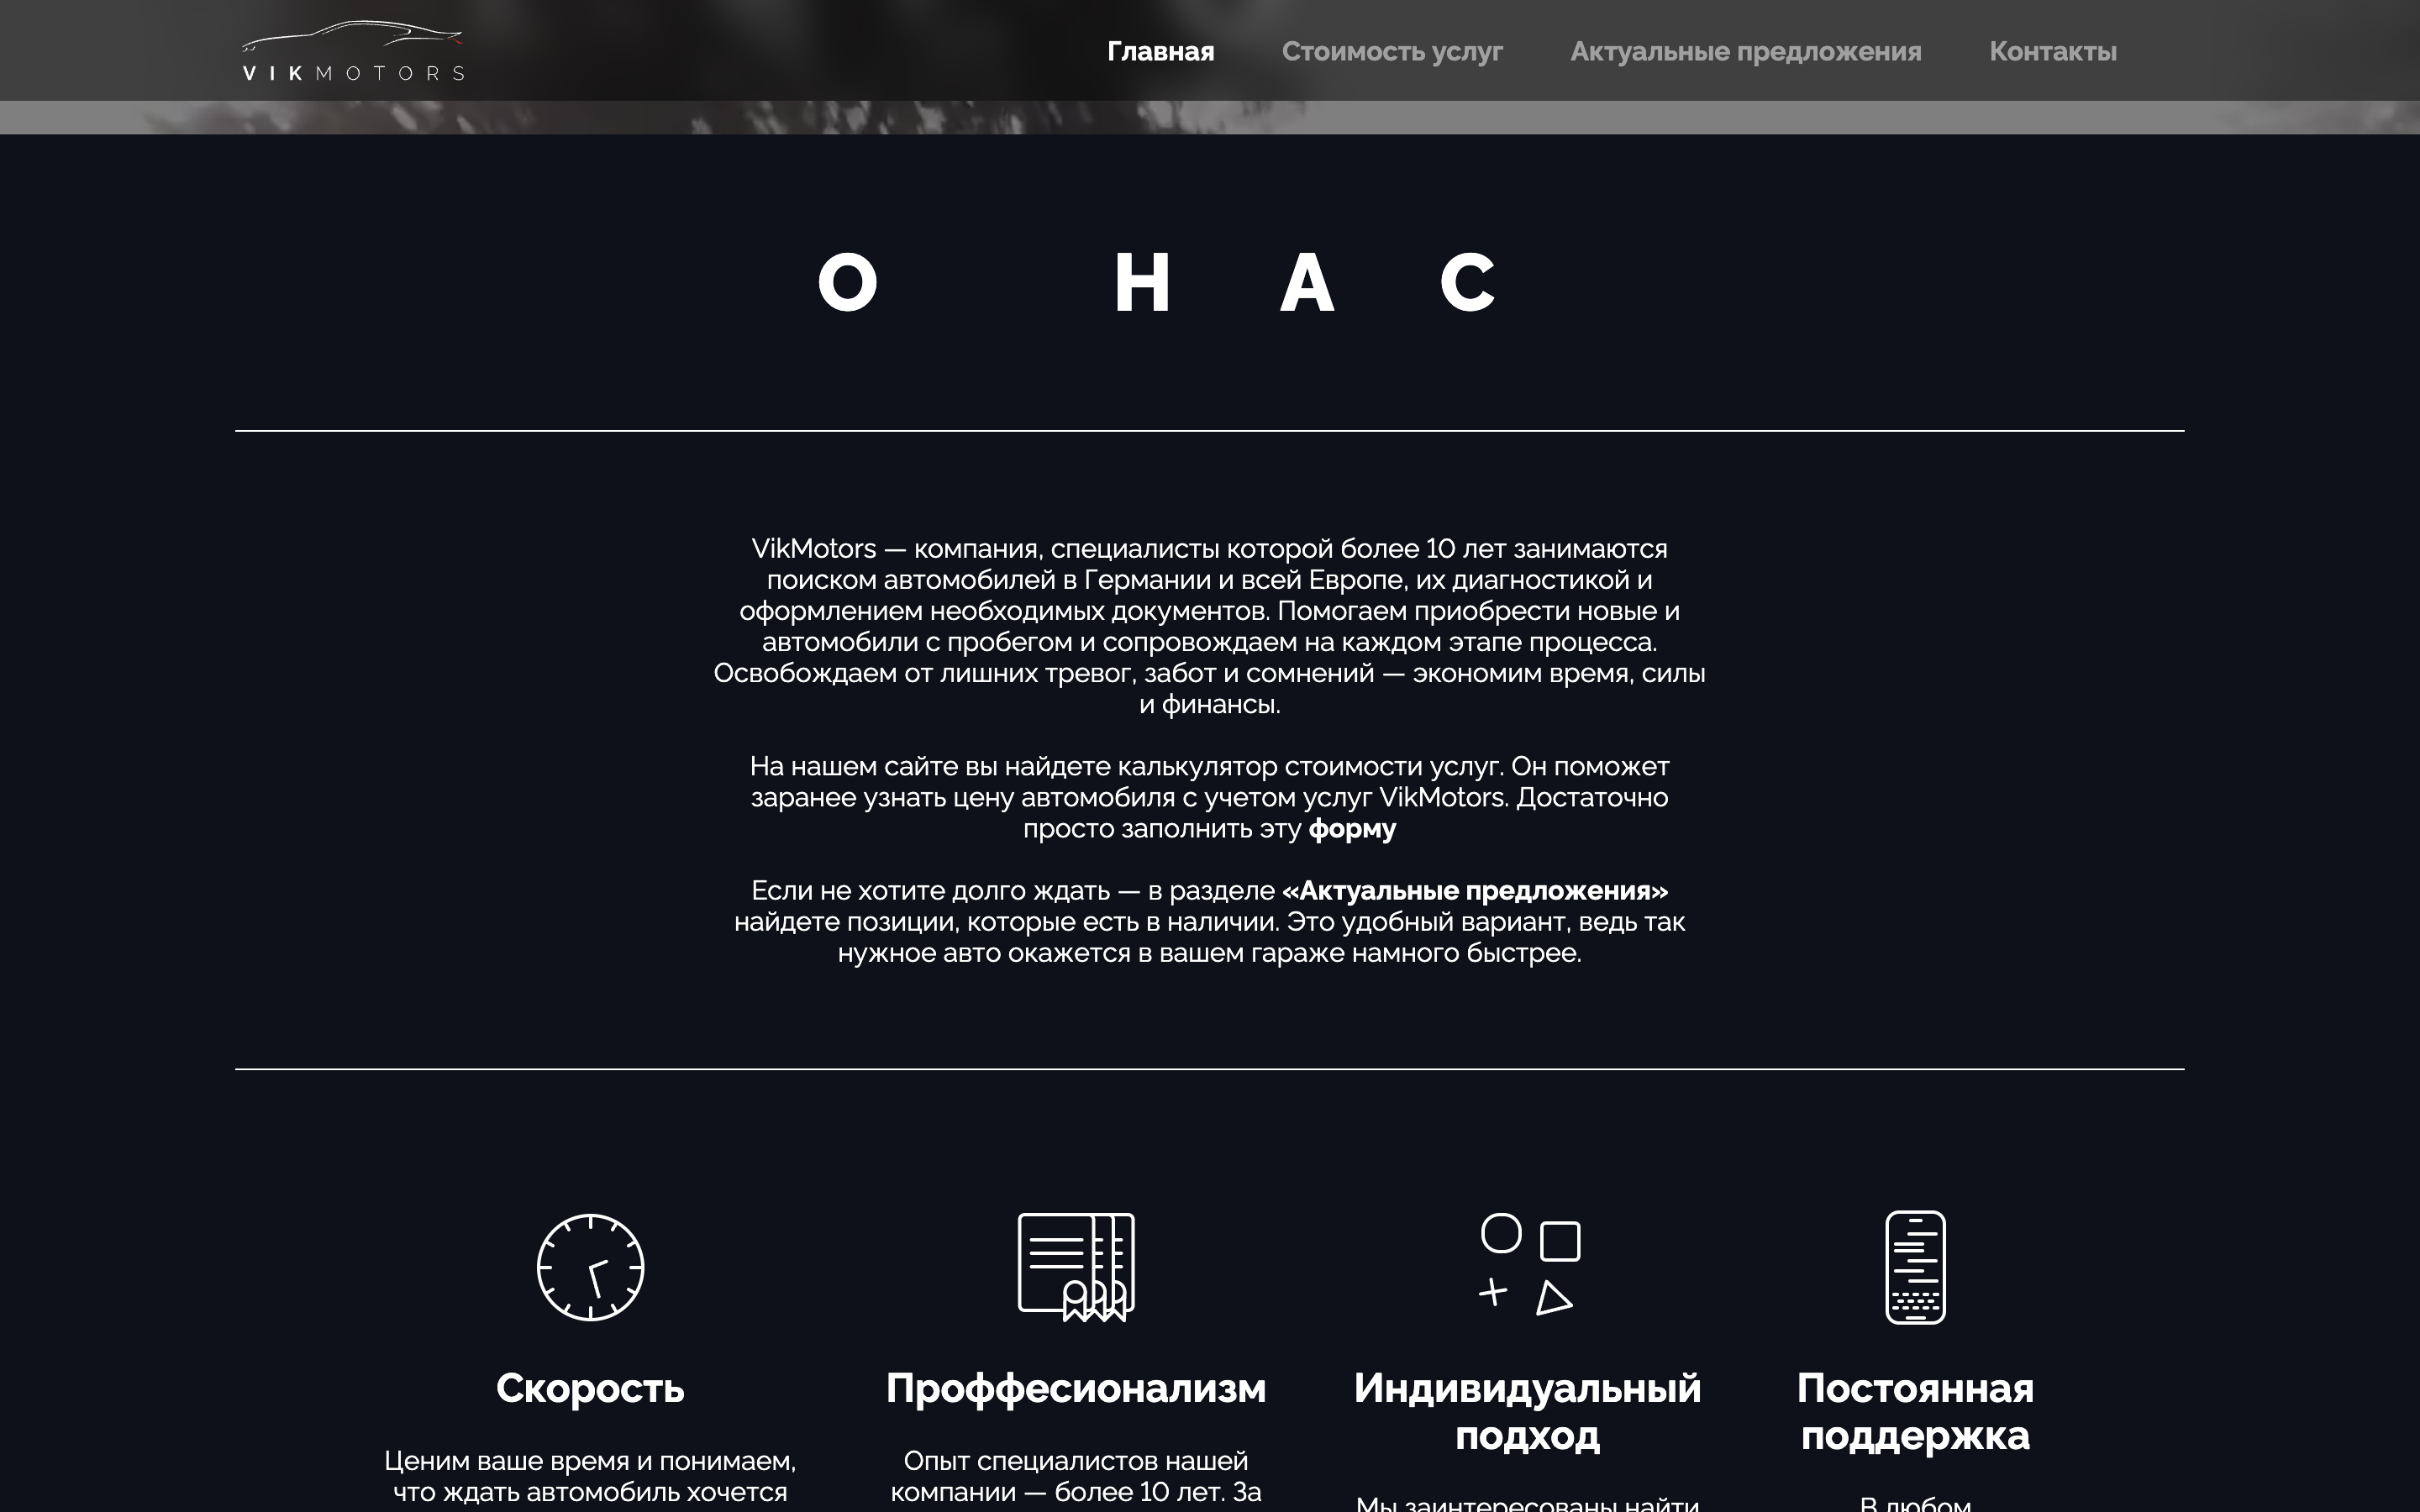 VIKMOTORS
Главная Стоимость услуг Актуальные предложения Контакты
О НАС
VikMotors — компания, специалисты которой более 10 лет занимаются
поиском автомобилей в Германии и всей Европе, их диагностикой и
оформлением необходимых документов. Помогаем приобрести новые и
автомобили с пробегом и сопровождаем на каждом этапе процесса.
Освобождаем от лишних тревог, забот и сомнений — экономим время, силы
и финансы.
На нашем сайте вы найдете калькулятор стоимости услуг. Он поможет
заранее узнать цену автомобиля с учетом услуг VikMotors. Достаточно
просто заполнить эту форму
Если не хотите долго ждать — в разделе «Актуальные предложения»
найдете позиции, которые есть в наличии. Это удобный вариант, ведь так
нужное авто окажется в вашем гараже намного быстрее.
Скорость
Ценим ваше время и понимаем,
что ждать автомобиль хочется
Проффесионализм
Опыт специалистов нашей
компании — более 10 лет. За
Индивидуальный
подход
Мы заинтересованы найти
Постоянная
поддержка
В любом